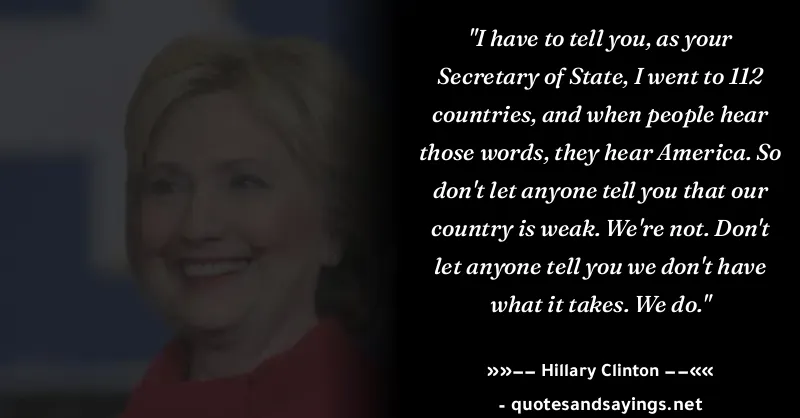 "I have to tell you, as your
Secretary of State, I went to 112
countries, and when people hear
those words, they hear America. So
don't let anyone tell you that our
country is weak. We're not. Don't
let anyone tell you we don't have
what it takes. We do."
»»–– Hillary Clinton ––««
- quotesandsayings.net